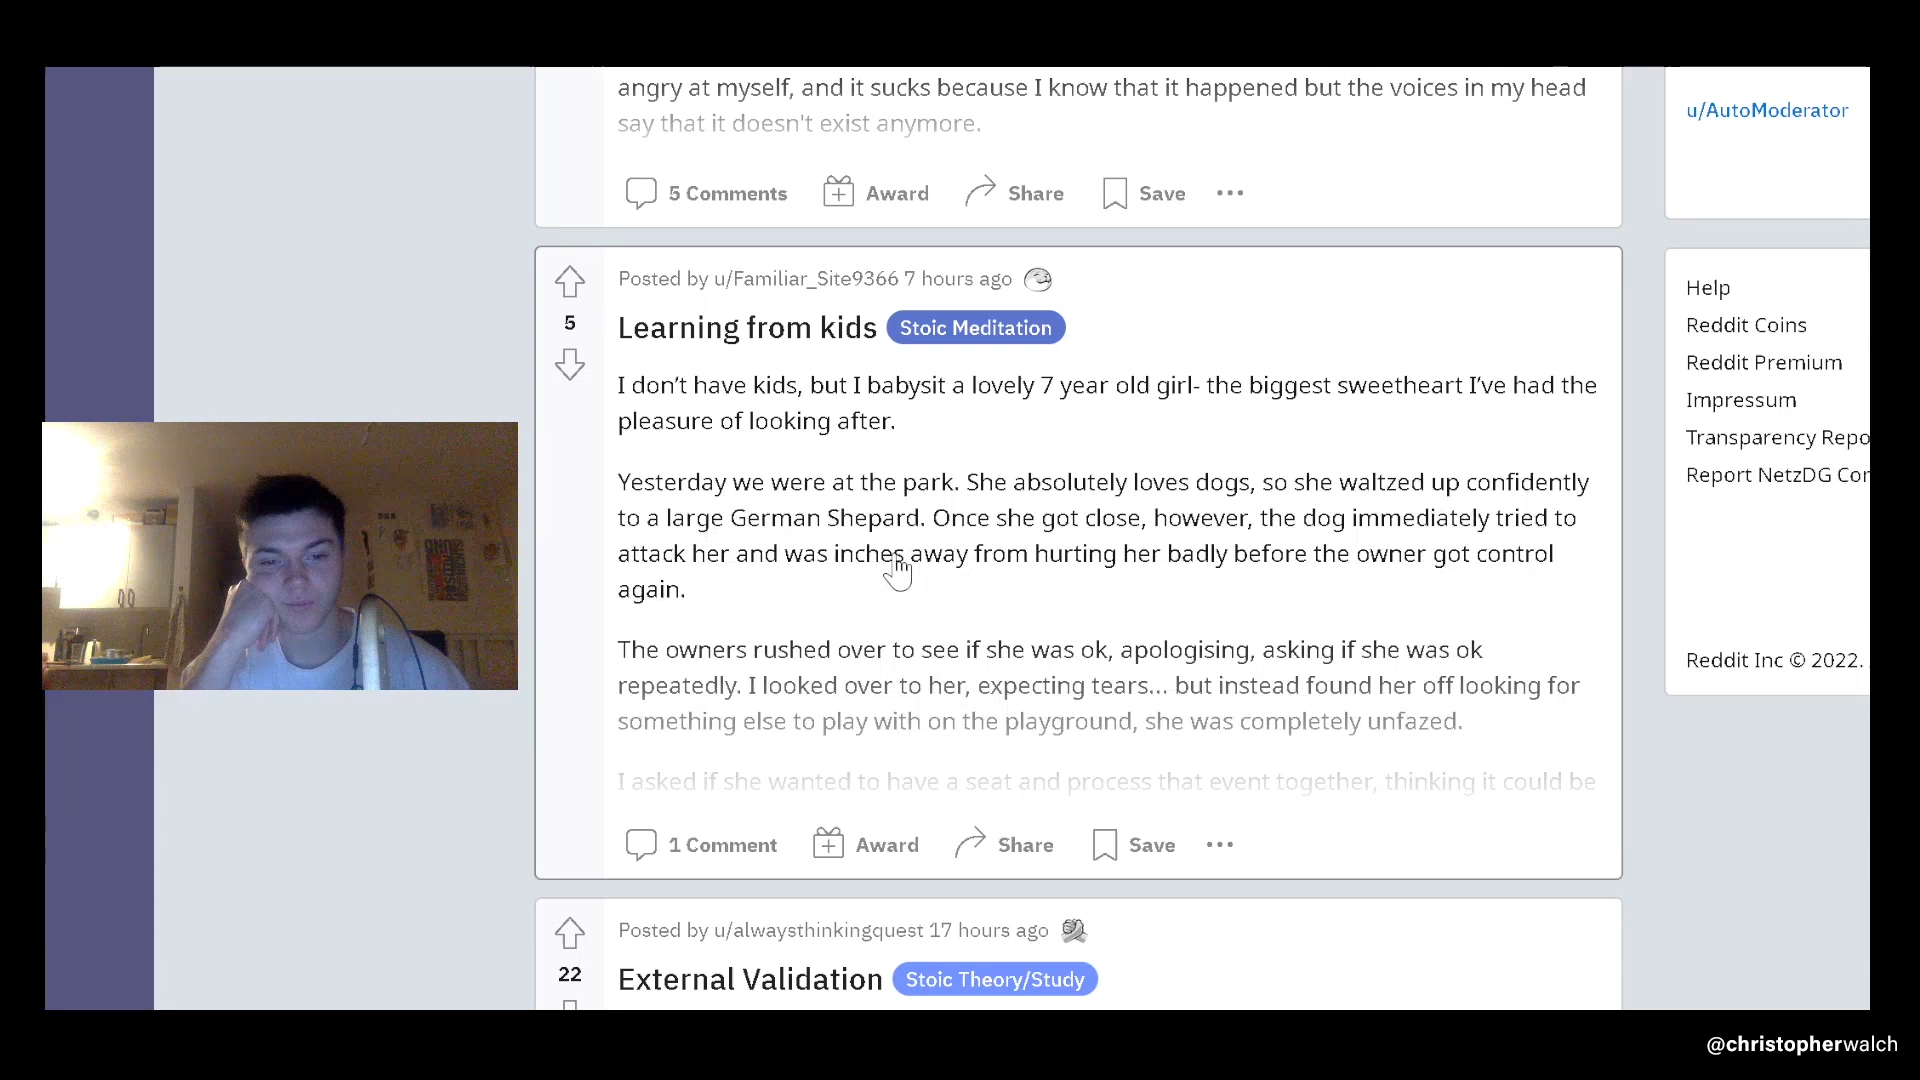 angry at myself, and it sucks because I know that it happened but the voices in my head
say that it doesn't exist anymore.
5 Comments Award Share Save
u/AutoModerator
Posted by u/Familiar_Site9366 7 hours ago
5
Learning from kids Stoic Meditation
I don’t have kids, but I babysit a lovely 7 year old girl- the biggest sweetheart I’ve had the
pleasure of looking after.
Yesterday we were at the park. She absolutely loves dogs, so she waltzed up confidently
to a large German Shepard. Once she got close, however, the dog immediately tried to
attack her and was inches away from hurting her badly before the owner got control
again.
The owners rushed over to see if she was ok, apologising, asking if she was ok
repeatedly. I looked over to her, expecting tears... but instead found her off looking for
something else to play with on the playground, she was completely unfazed.
I asked if she wanted to have a seat and process that event together, thinking it could be
1 Comment Award Share Save
Help
Reddit Coins
Reddit Premium
Impressum
Transparency Repo
Report NetzDG Cor
Reddit Inc © 2022.
Posted by u/alwaysthinkingquest 17 hours ago
22
External Validation Stoic Theory/Study
@christopherwalch